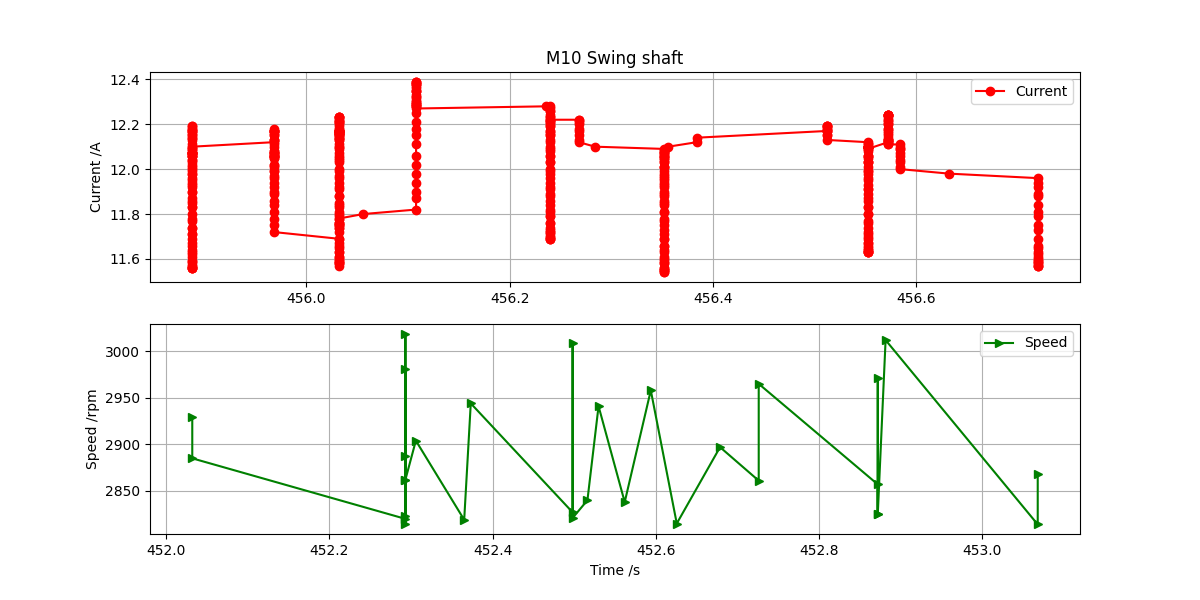 M10 Swing shaft
12.4
12.2
12.0
11.8
11.6
Current /A
Current
456.0 456.2 456.4 456.6
3000
2950
2900
2850
Speed /rpm
Speed
452.0 452.2 452.4 452.6 452.8 453.0
Time /s